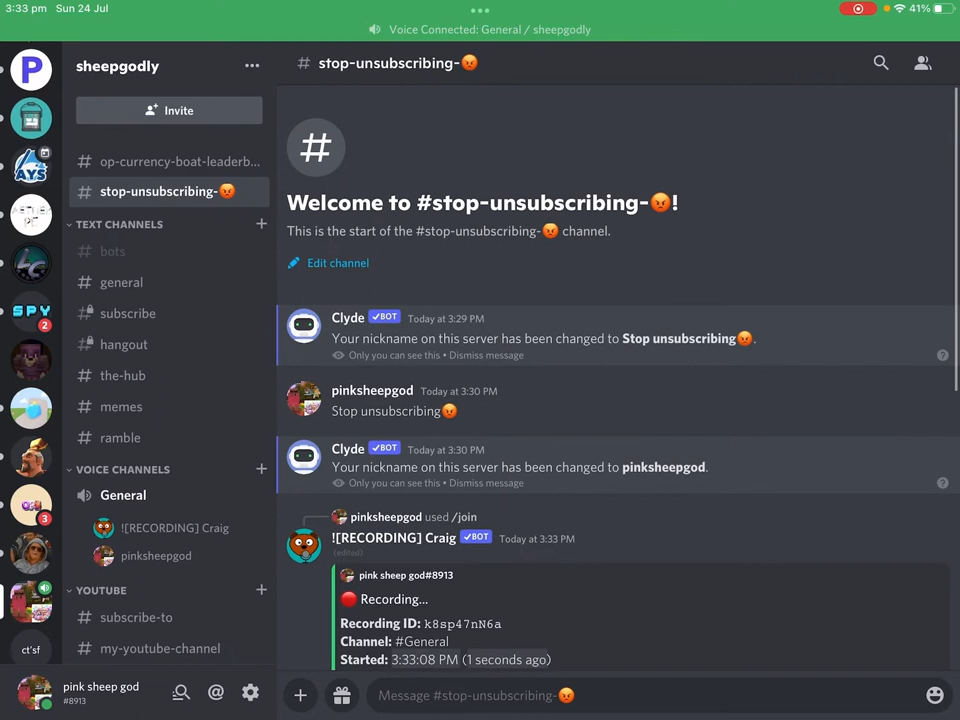 3:33 pm Sun 24 Jul
41%
Voice Connected: General / sheepgodly
sheepgodly
# stop-unsubscribing-😡
Invite
# op-currency-boat-leaderb...
# stop-unsubscribing-😡
TEXT CHANNELS
# bots
# general
# subscribe
# hangout
# the-hub
# memes
# ramble
VOICE CHANNELS
General
![RECORDING] Craig
pinksheepgod
YOUTUBE
# subscribe-to
# my-youtube-channel
pink sheep god
#8913
P
AYS
LC
SPY
2
3
ct'sf
#
Welcome to #stop-unsubscribing-😡!
This is the start of the #stop-unsubscribing-😡 channel.
Edit channel
Clyde ✓BOT Today at 3:29 PM
Your nickname on this server has been changed to Stop unsubscribing😡.
Only you can see this • Dismiss message
pinksheepgod Today at 3:30 PM
Stop unsubscribing😡
Clyde ✓BOT Today at 3:30 PM
Your nickname on this server has been changed to pinksheepgod.
Only you can see this • Dismiss message
pinksheepgod used /join
![RECORDING] Craig ✓BOT Today at 3:33 PM
(edited)
pink sheep god#8913
🔴 Recording...
Recording ID: k8sp47nN6a
Channel: #General
Started: 3:33:08 PM (1 seconds ago)
Message #stop-unsubscribing-😡